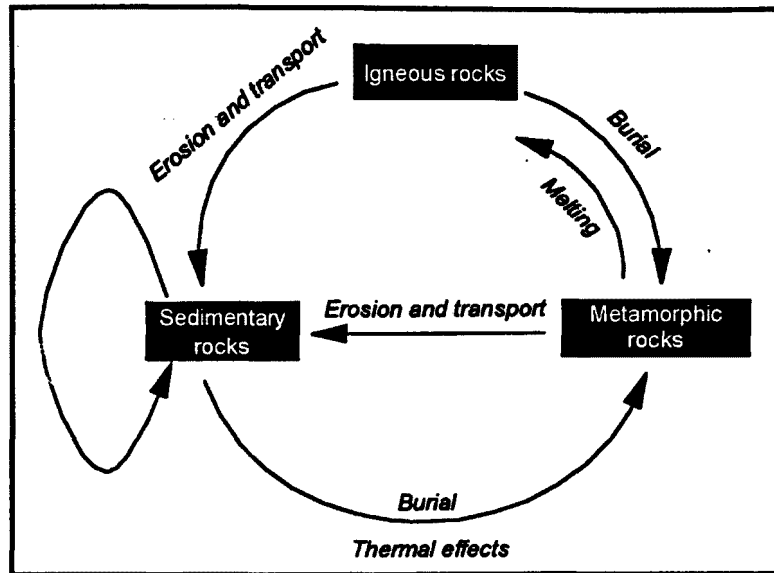 Igneous rocks
Erosion and transport
Burial
Melting
Sedimentary
rocks
Erosion and transport
Metamorphic
rocks
Burial
Thermal effects